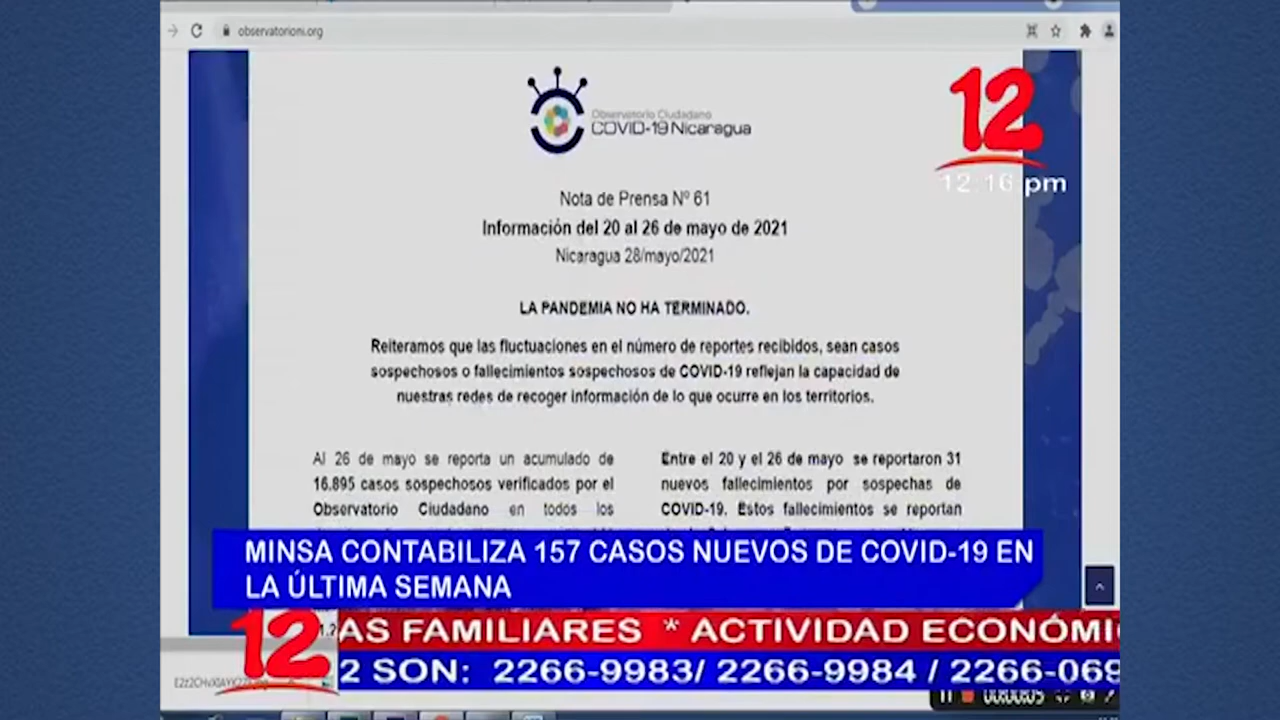 observatorioni.org
Observatorio Ciudadano
COVID-19 Nicaragua
12
12:16 pm
Nota de Prensa Nº 61
Información del 20 al 26 de mayo de 2021
Nicaragua 28/mayo/2021
LA PANDEMIA NO HA TERMINADO.
Reiteramos que las fluctuaciones en el número de reportes recibidos, sean casos
sospechosos o fallecimientos sospechosos de COVID-19 reflejan la capacidad de
nuestras redes de recoger información de lo que ocurre en los territorios.
Al 26 de mayo se reporta un acumulado de
16.895 casos sospechosos verificados por el
Observatorio Ciudadano en todos los
Entre el 20 y el 26 de mayo se reportaron 31
nuevos fallecimientos por sospechas de
COVID-19. Estos fallecimientos se reportan
MINSA CONTABILIZA 157 CASOS NUEVOS DE COVID-19 EN
LA ÚLTIMA SEMANA
12
AS FAMILIARES * ACTIVIDAD ECONÓMI
2 SON: 2266-9983/ 2266-9984 / 2266-069
00:00:05